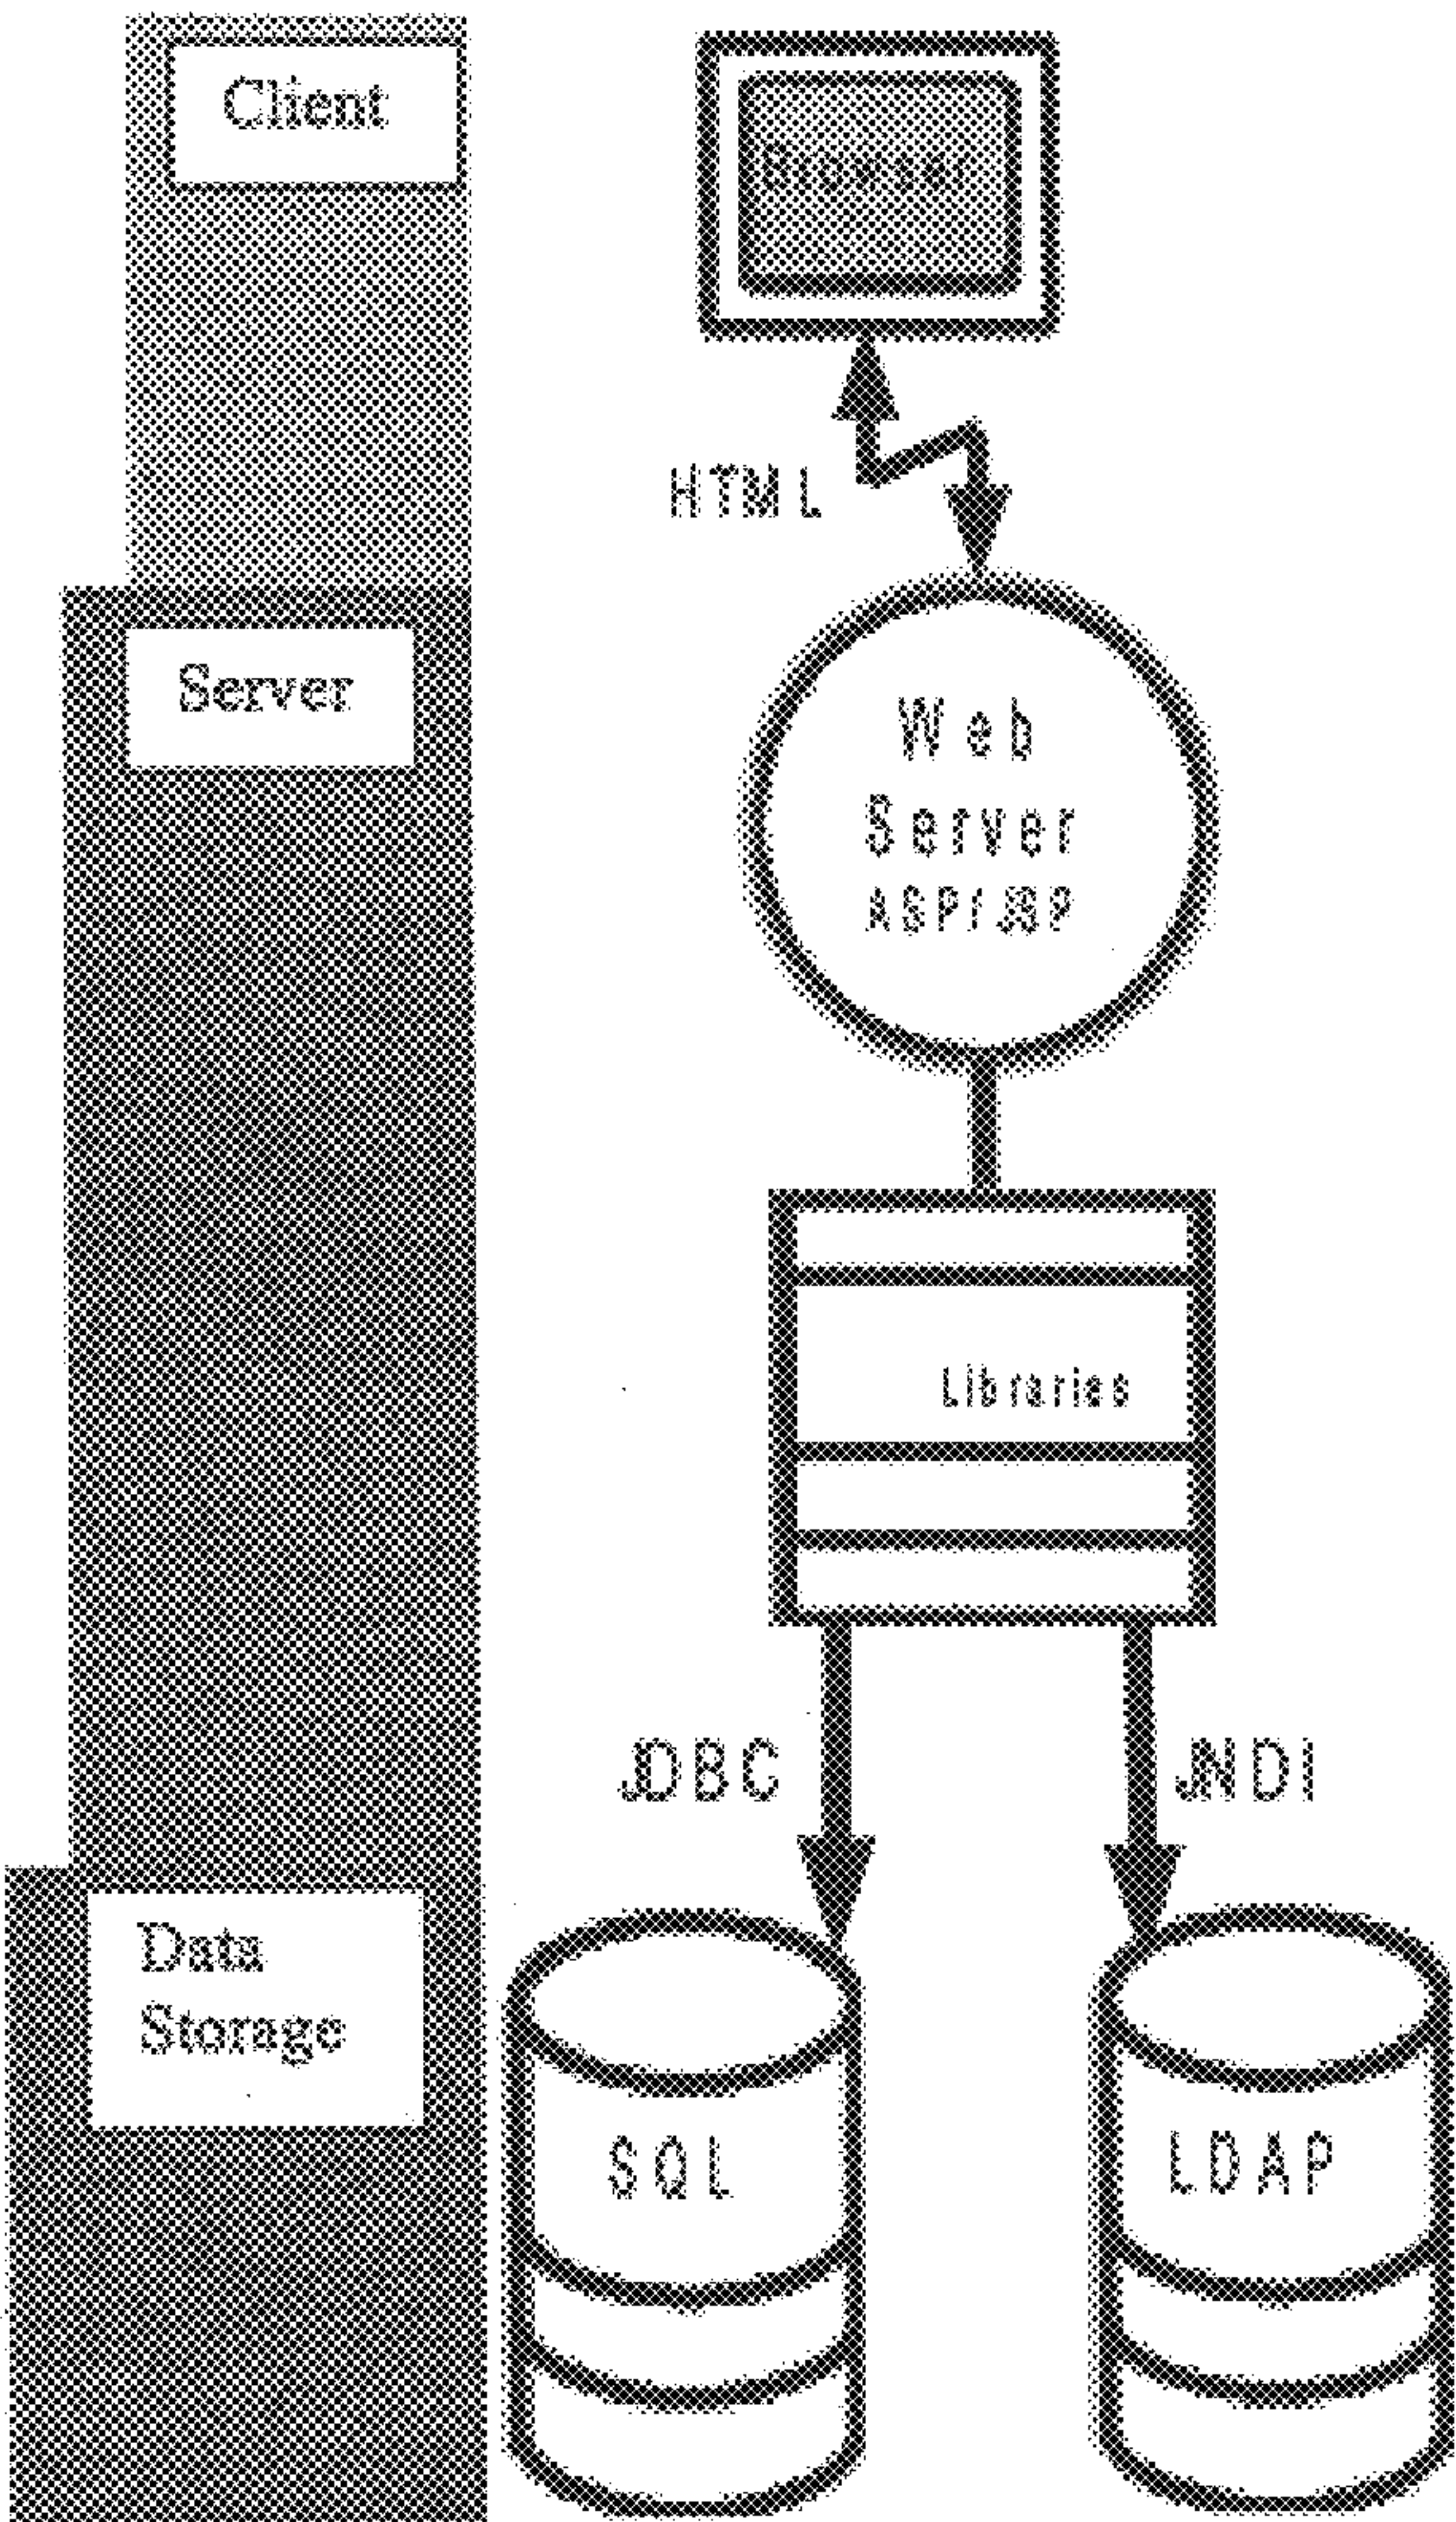 Client
Browser
HTML
Server
Web
Server
ASP/JSP
Libraries
JDBC
JNDI
Data
Storage
SQL
LDAP